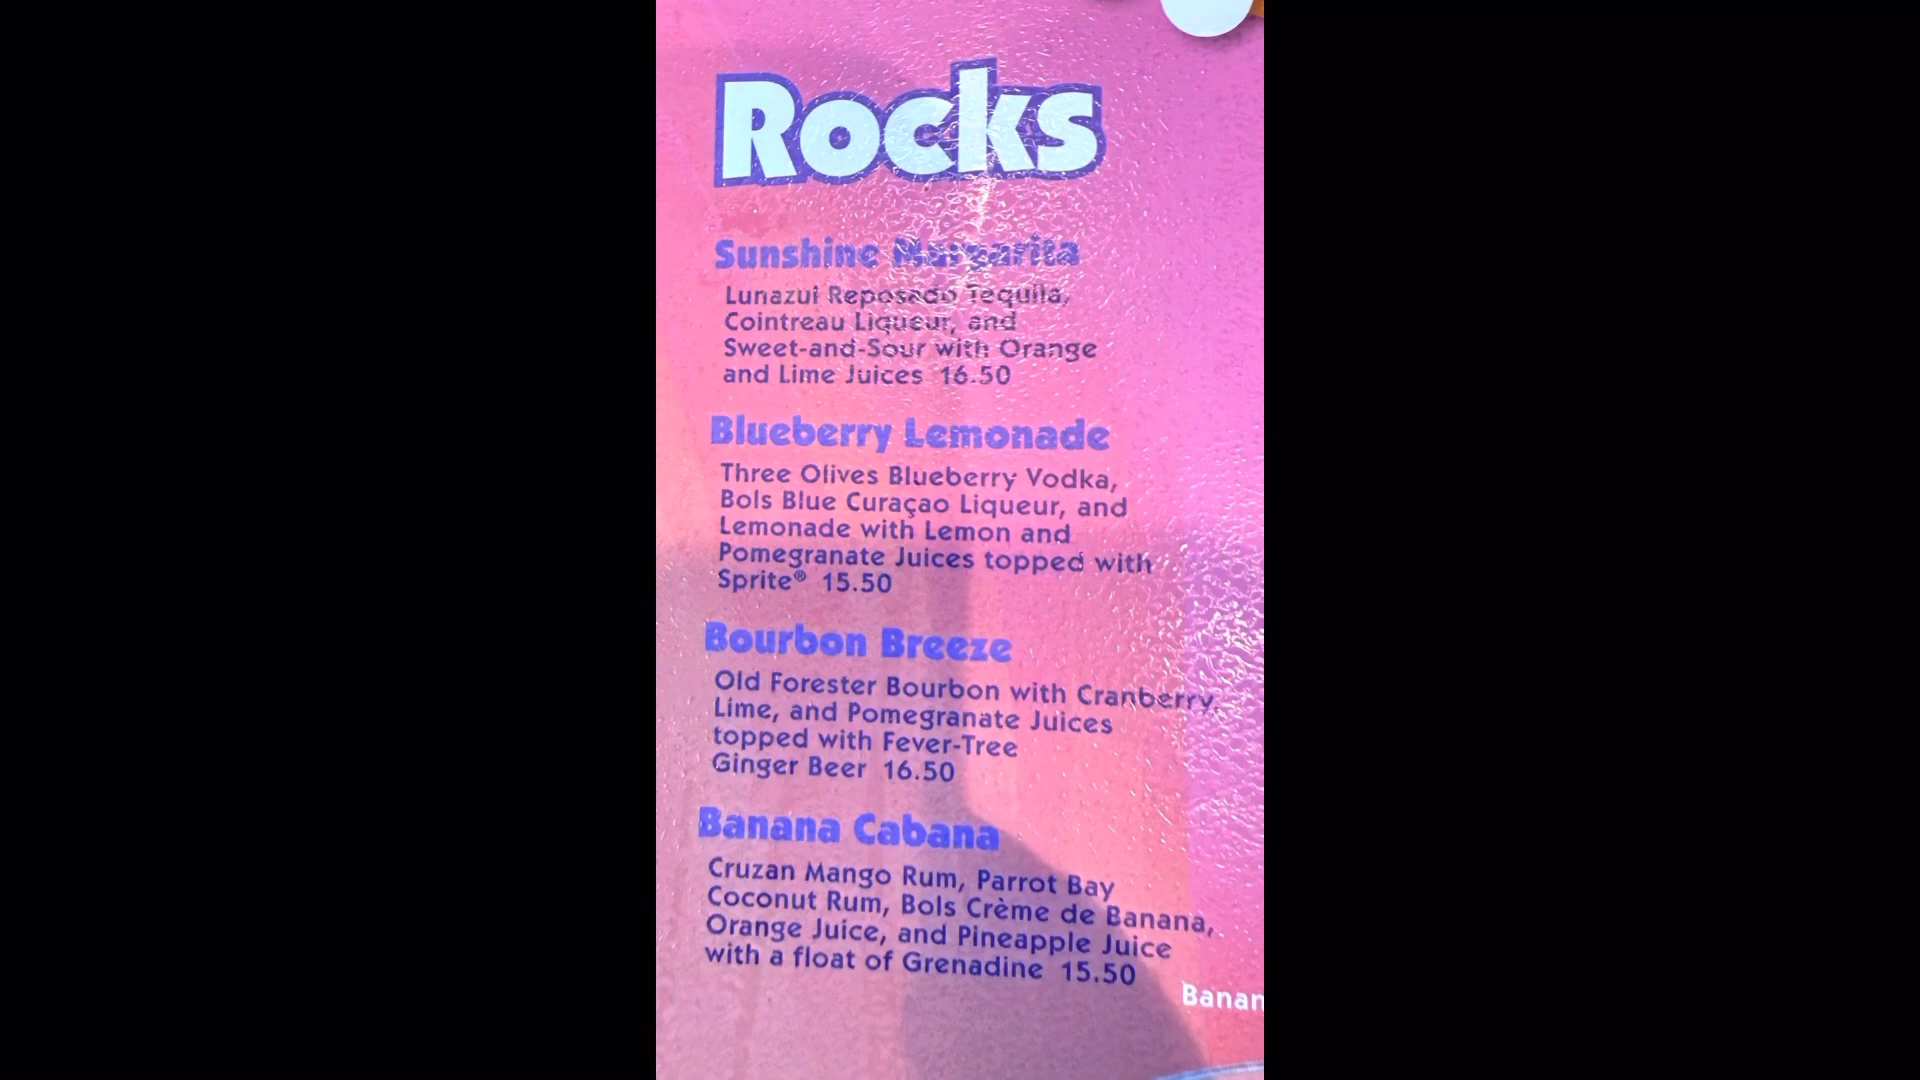 Rocks
Sunshine Margarita
Lunazul Reposado Tequila,
Cointreau Liqueur, and
Sweet-and-Sour with Orange
and Lime Juices 16.50
Blueberry Lemonade
Three Olives Blueberry Vodka,
Bols Blue Curaçao Liqueur, and
Lemonade with Lemon and
Pomegranate Juices topped with
Sprite® 15.50
Bourbon Breeze
Old Forester Bourbon with Cranberry,
Lime, and Pomegranate Juices
topped with Fever-Tree
Ginger Beer 16.50
Banana Cabana
Cruzan Mango Rum, Parrot Bay
Coconut Rum, Bols Crème de Banana,
Orange Juice, and Pineapple Juice
with a float of Grenadine 15.50